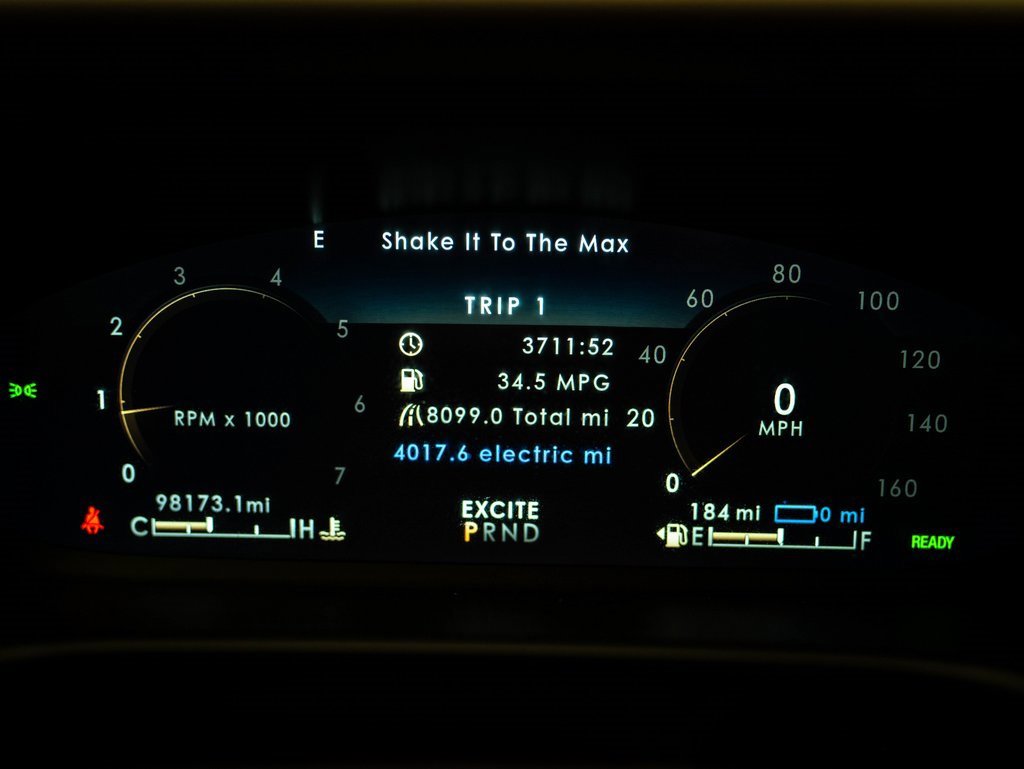 E Shake It To The Max
TRIP 1
3711:52
34.5 MPG
8099.0 Total mi
4017.6 electric mi
0 1 2 3 4 5 6 7
RPM x 1000
0 20 40 60 80 100 120 140 160
0
MPH
98173.1mi
C H
EXCITE
PRND
184 mi 0 mi
E F
READY